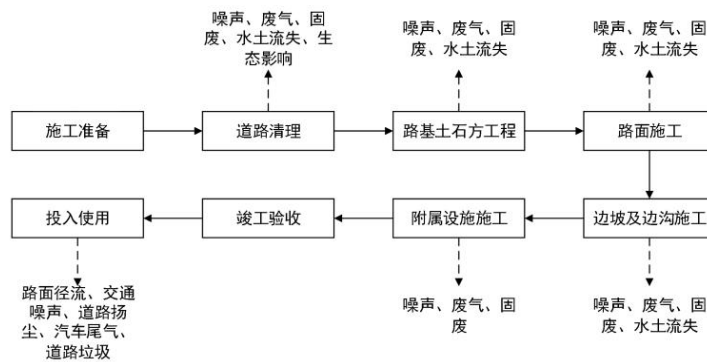 噪声、废气、固
废、水土流失、生
态影响
噪声、废气、固
废、水土流失
噪声、废气、固
废、水土流失
施工准备
道路清理
路基土石方工程
路面施工
投入使用
竣工验收
附属设施施工
边坡及边沟施工
路面径流、交通
噪声、道路扬
尘、汽车尾气、
道路垃圾
噪声、废气、固
废
噪声、废气、固
废、水土流失